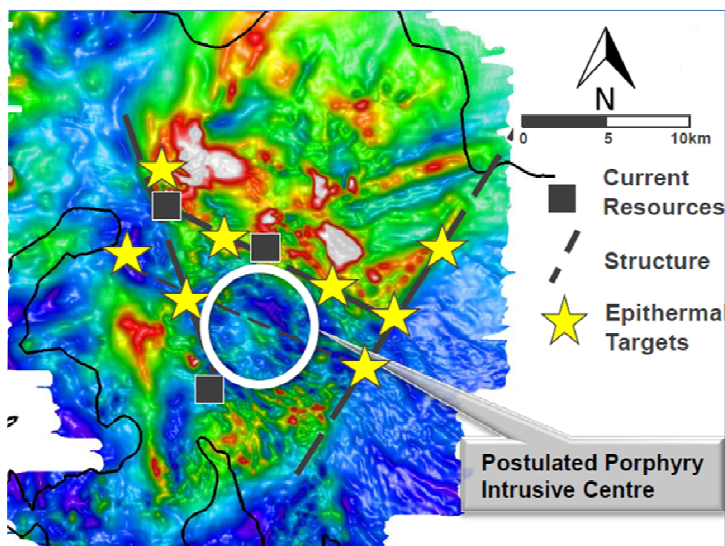 N
0 5 10km
Current
Resources
Structure
Epithermal
Targets
Postulated Porphyry
Intrusive Centre